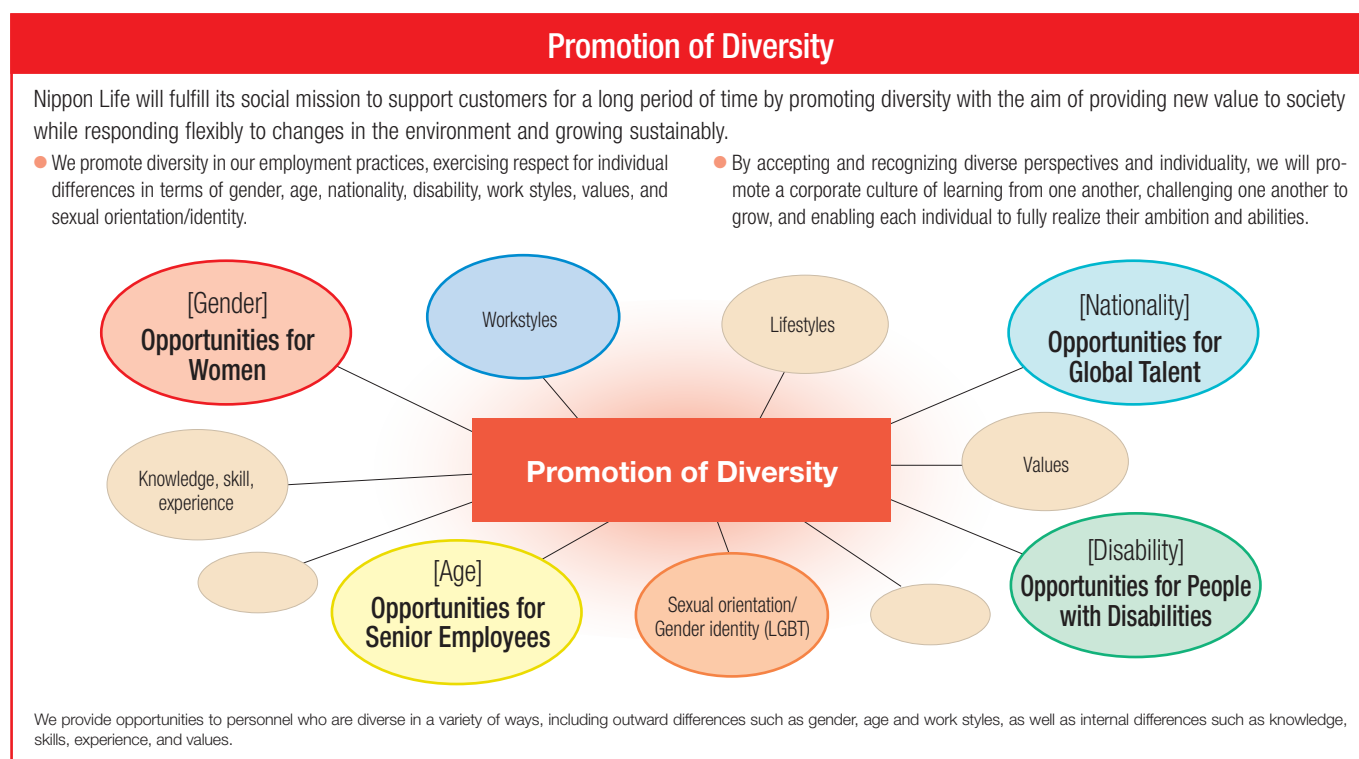 Promotion of Diversity
Nippon Life will fulfill its social mission to support customers for a long period of time by promoting diversity with the aim of providing new value to society
while responding flexibly to changes in the environment and growing sustainably.
● We promote diversity in our employment practices, exercising respect for individual
differences in terms of gender, age, nationality, disability, work styles, values, and
sexual orientation/identity.
● By accepting and recognizing diverse perspectives and individuality, we will pro-
mote a corporate culture of learning from one another, challenging one another to
grow, and enabling each individual to fully realize their ambition and abilities.
[Gender]
Opportunities for
Women
Workstyles
Lifestyles
[Nationality]
Opportunities for
Global Talent
Knowledge, skill,
experience
Promotion of Diversity
Values
[Age]
Opportunities for
Senior Employees
Sexual orientation/
Gender identity (LGBT)
[Disability]
Opportunities for People
with Disabilities
We provide opportunities to personnel who are diverse in a variety of ways, including outward differences such as gender, age and work styles, as well as internal differences such as knowledge,
skills, experience, and values.